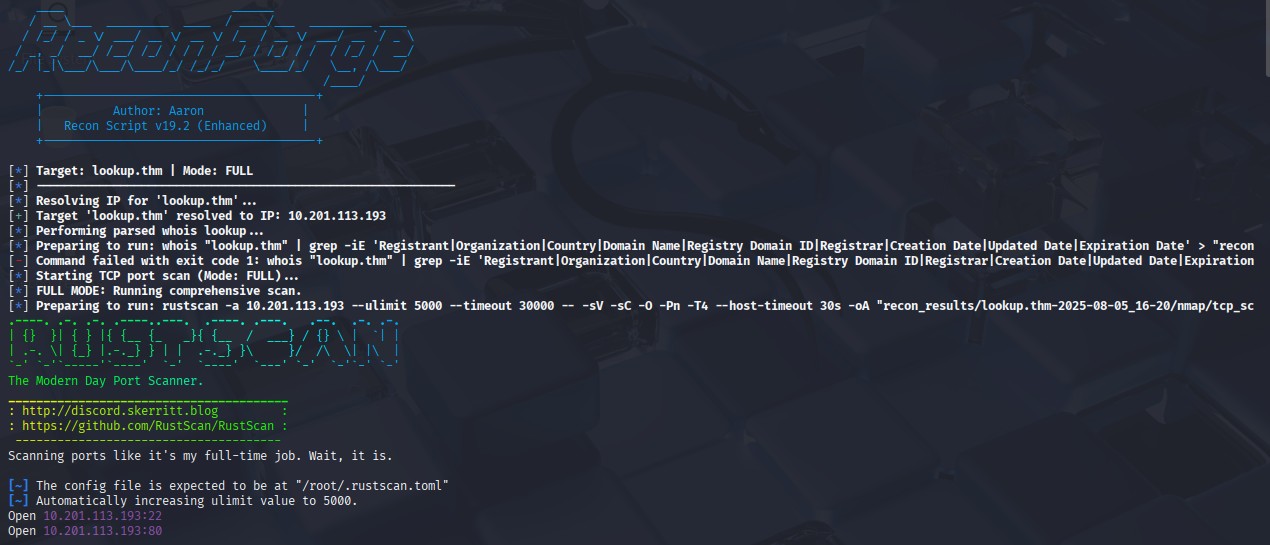 ReconForge
Author: Aaron
Recon Script v19.2 (Enhanced)
[*] Target: lookup.thm | Mode: FULL
[*] ────────────────────────────────────────────────────────────
[*] Resolving IP for 'lookup.thm'...
[+] Target 'lookup.thm' resolved to IP: 10.201.113.193
[*] Performing parsed whois lookup...
[*] Preparing to run: whois "lookup.thm" | grep -iE 'Registrant|Organization|Country|Domain Name|Registry Domain ID|Registrar|Creation Date|Updated Date|Expiration Date' > "recon
[-] Command failed with exit code 1: whois "lookup.thm" | grep -iE 'Registrant|Organization|Country|Domain Name|Registry Domain ID|Registrar|Creation Date|Updated Date|Expiration
[*] Starting TCP port scan (Mode: FULL)...
[*] FULL MODE: Running comprehensive scan.
[*] Preparing to run: rustscan -a 10.201.113.193 --ulimit 5000 --timeout 30000 -- -sV -sC -O -Pn -T4 --host-timeout 30s -oA "recon_results/lookup.thm-2025-08-05_16-20/nmap/tcp_sc
RUSTSCAN
The Modern Day Port Scanner.
: http://discord.skerritt.blog :
: https://github.com/RustScan/RustScan :
Scanning ports like it's my full-time job. Wait, it is.
[~] The config file is expected to be at "/root/.rustscan.toml"
[~] Automatically increasing ulimit value to 5000.
Open 10.201.113.193:22
Open 10.201.113.193:80